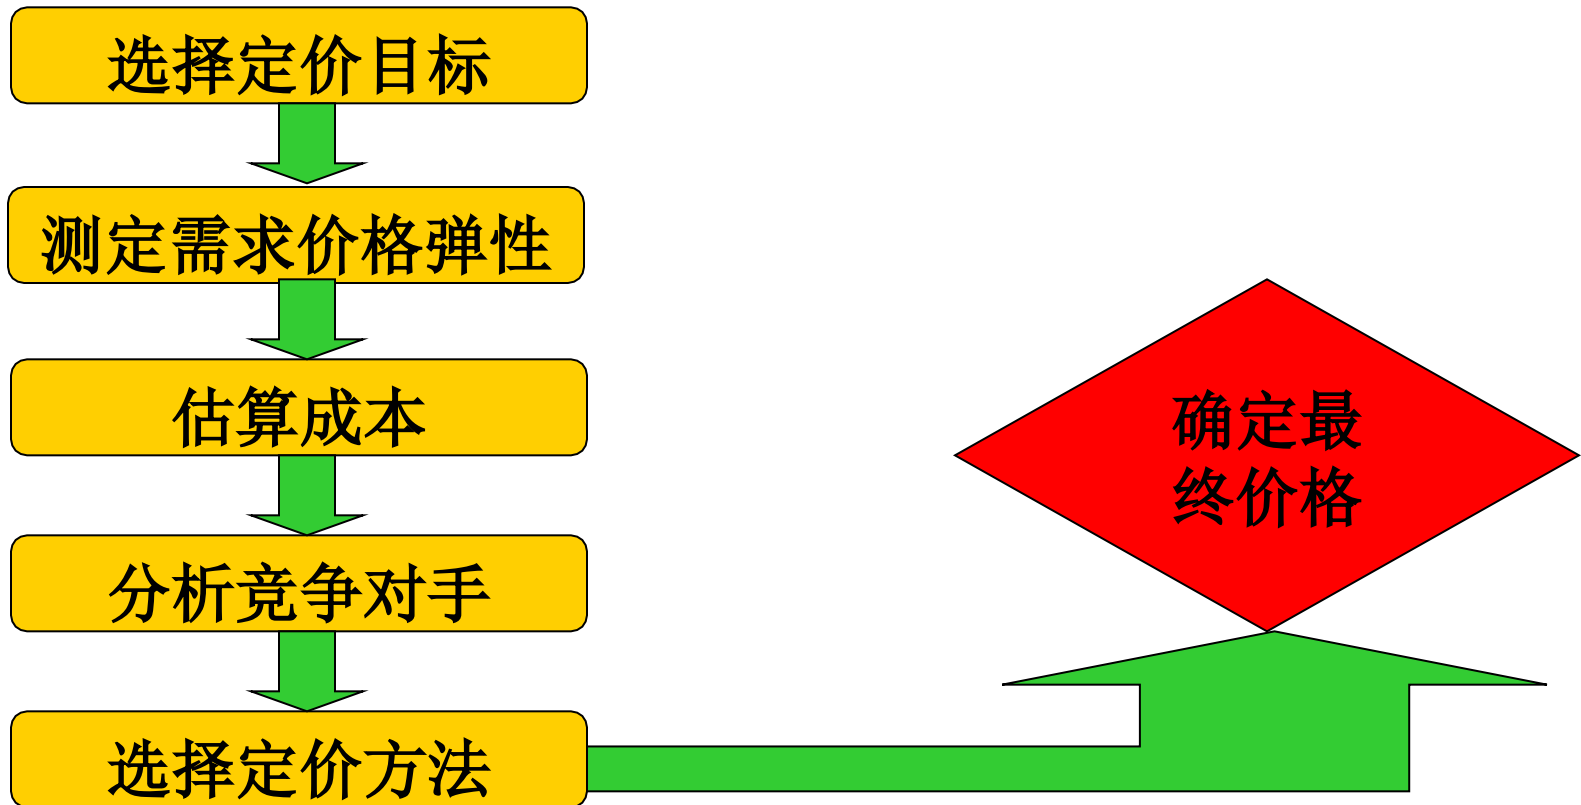 选择定价目标
测定需求价格弹性
估算成本
分析竞争对手
选择定价方法
确定最
终价格